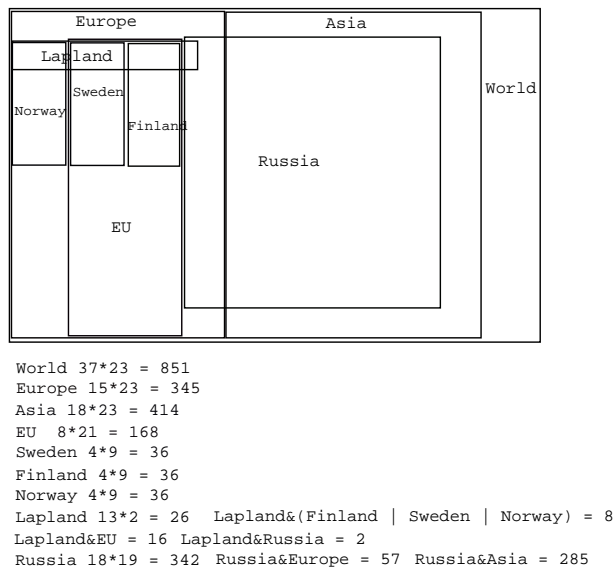 Europe
Asia
Lapland
Sweden
World
Norway
Finland
Russia
EU
World 37*23 = 851
Europe 15*23 = 345
Asia 18*23 = 414
EU 8*21 = 168
Sweden 4*9 = 36
Finland 4*9 = 36
Norway 4*9 = 36
Lapland 13*2 = 26 Lapland&(Finland | Sweden | Norway) = 8
Lapland&EU = 16 Lapland&Russia = 2
Russia 18*19 = 342 Russia&Europe = 57 Russia&Asia = 285